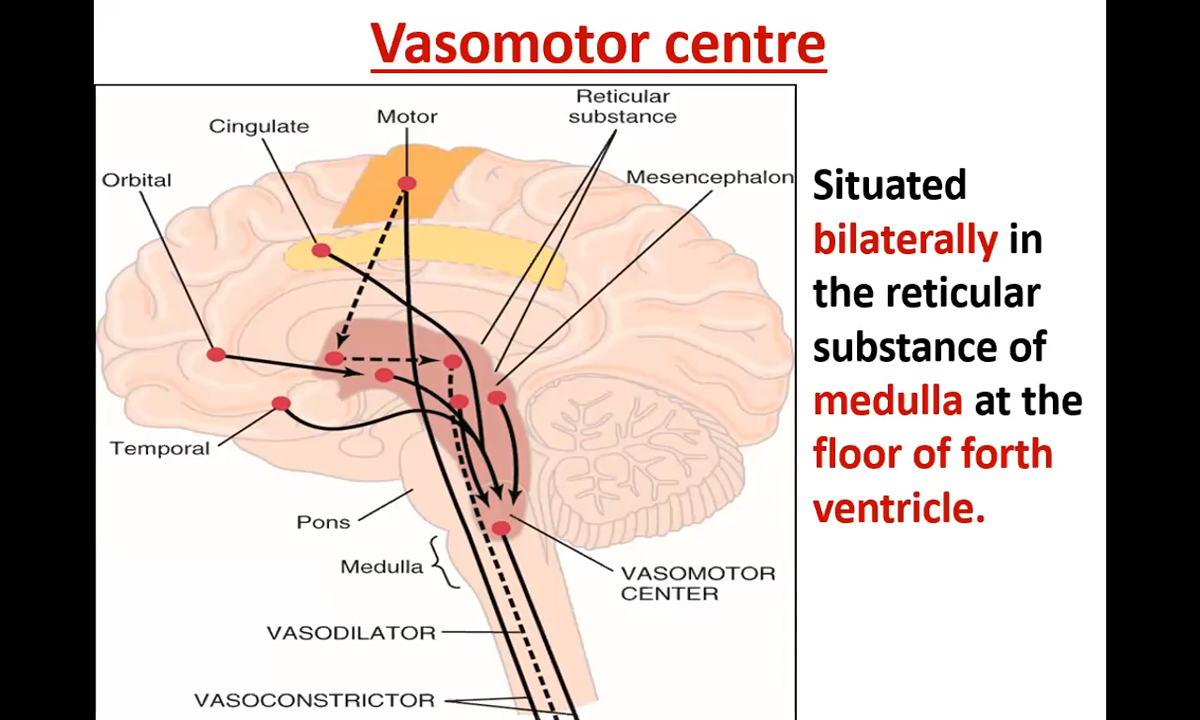 Vasomotor centre
Reticular
substance
Motor
Cingulate
Orbital
Mesencephalon
Temporal
Pons
Medulla
VASOMOTOR
CENTER
VASODILATOR
VASOCONSTRICTOR
Situated
bilaterally in
the reticular
substance of
medulla at the
floor of forth
ventricle.